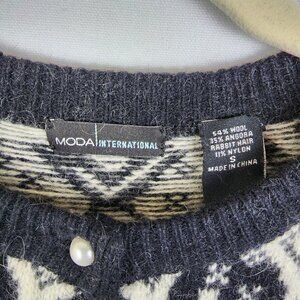 MODA INTERNATIONAL
54% WOOL
35% ANGORA
RABBIT HAIR
11% NYLON
S
MADE IN CHINA